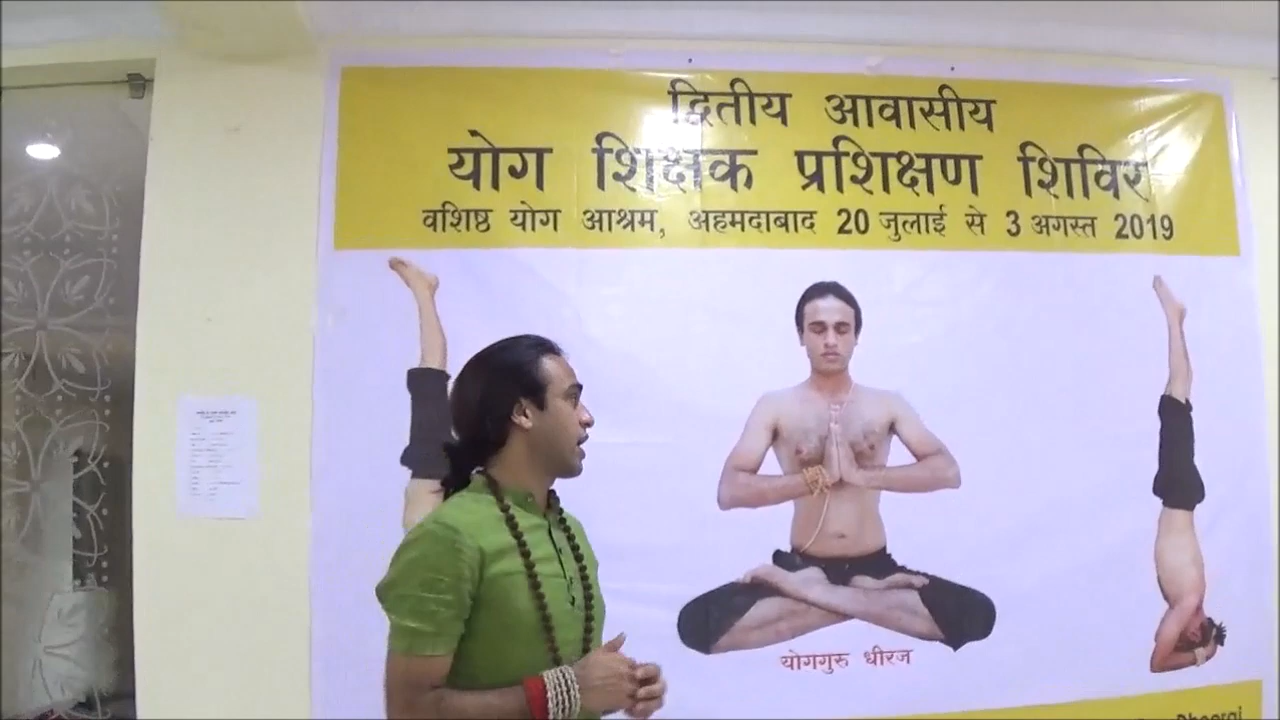 द्वितीय आवासीय
योग शिक्षक प्रशिक्षण शिविर
वशिष्ठ योग आश्रम, अहमदाबाद 20 जुलाई से 3 अगस्त 2019
योगगुरु धीरज